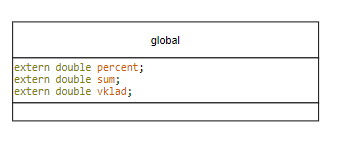 global
extern double percent;
extern double sum;
extern double vklad;